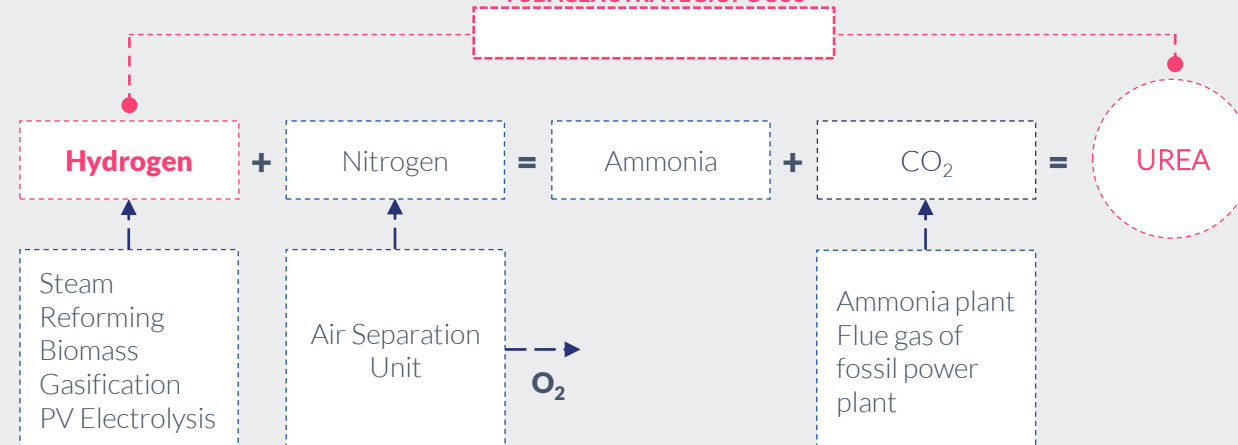 Hydrogen + Nitrogen = Ammonia + CO₂ = UREA
Steam
Reforming
Biomass
Gasification
PV Electrolysis
Air Separation
Unit
O₂
Ammonia plant
Flue gas of
fossil power
plant